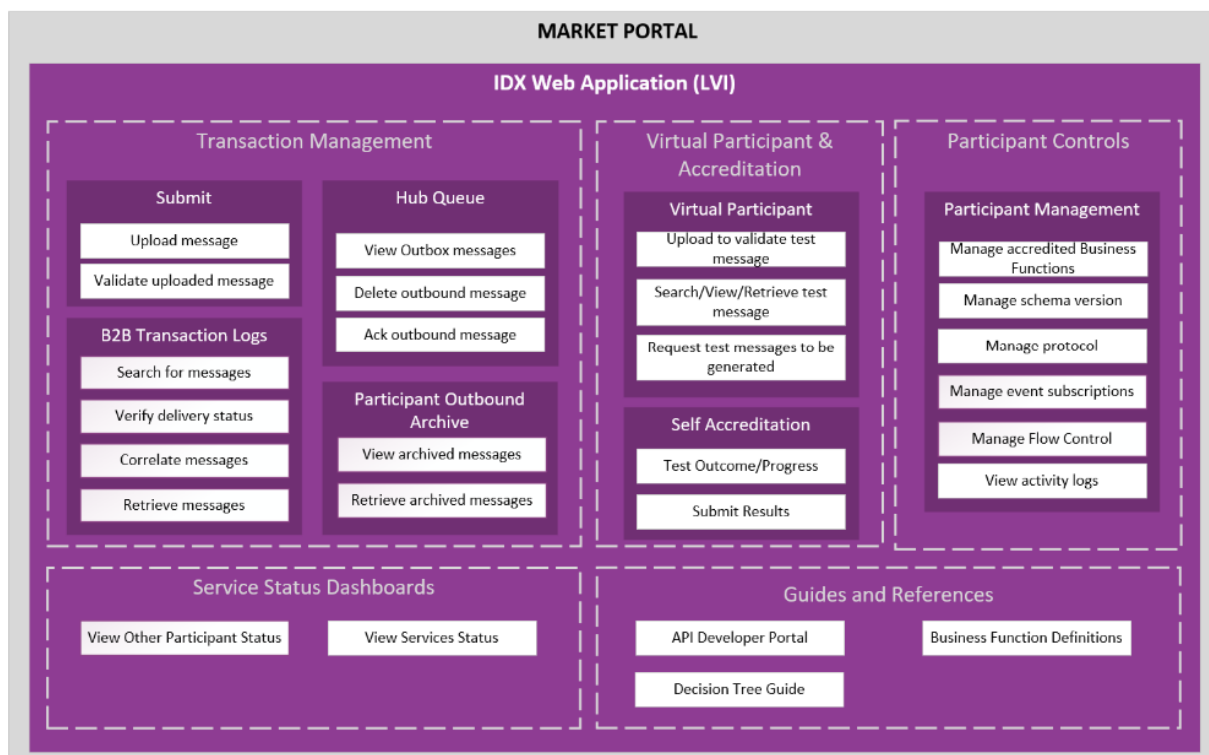 MARKET PORTAL
IDX Web Application (LVI)
Transaction Management
Submit
Upload message
Validate uploaded message
B2B Transaction Logs
Search for messages
Verify delivery status
Correlate messages
Retrieve messages
Hub Queue
View Outbox messages
Delete outbound message
Ack outbound message
Participant Outbound
Archive
View archived messages
Retrieve archived messages
Virtual Participant &
Accreditation
Virtual Participant
Upload to validate test
message
Search/View/Retrieve test
message
Request test messages to be
generated
Self Accreditation
Test Outcome/Progress
Submit Results
Participant Controls
Participant Management
Manage accredited Business
Functions
Manage schema version
Manage protocol
Manage event subscriptions
Manage Flow Control
View activity logs
Service Status Dashboards
View Other Participant Status
View Services Status
Guides and References
API Developer Portal
Business Function Definitions
Decision Tree Guide